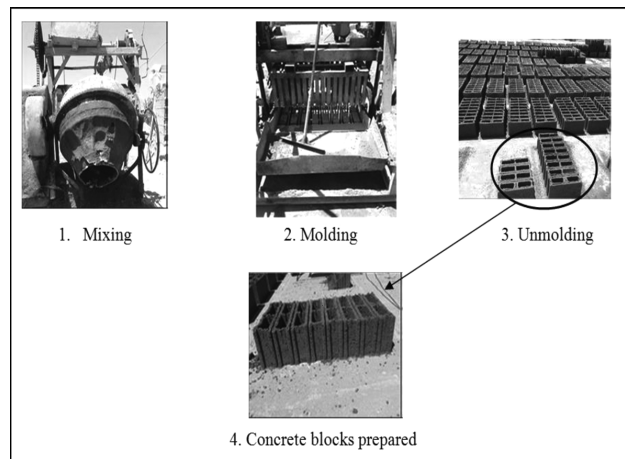 1. Mixing
2. Molding
3. Unmolding
4. Concrete blocks prepared